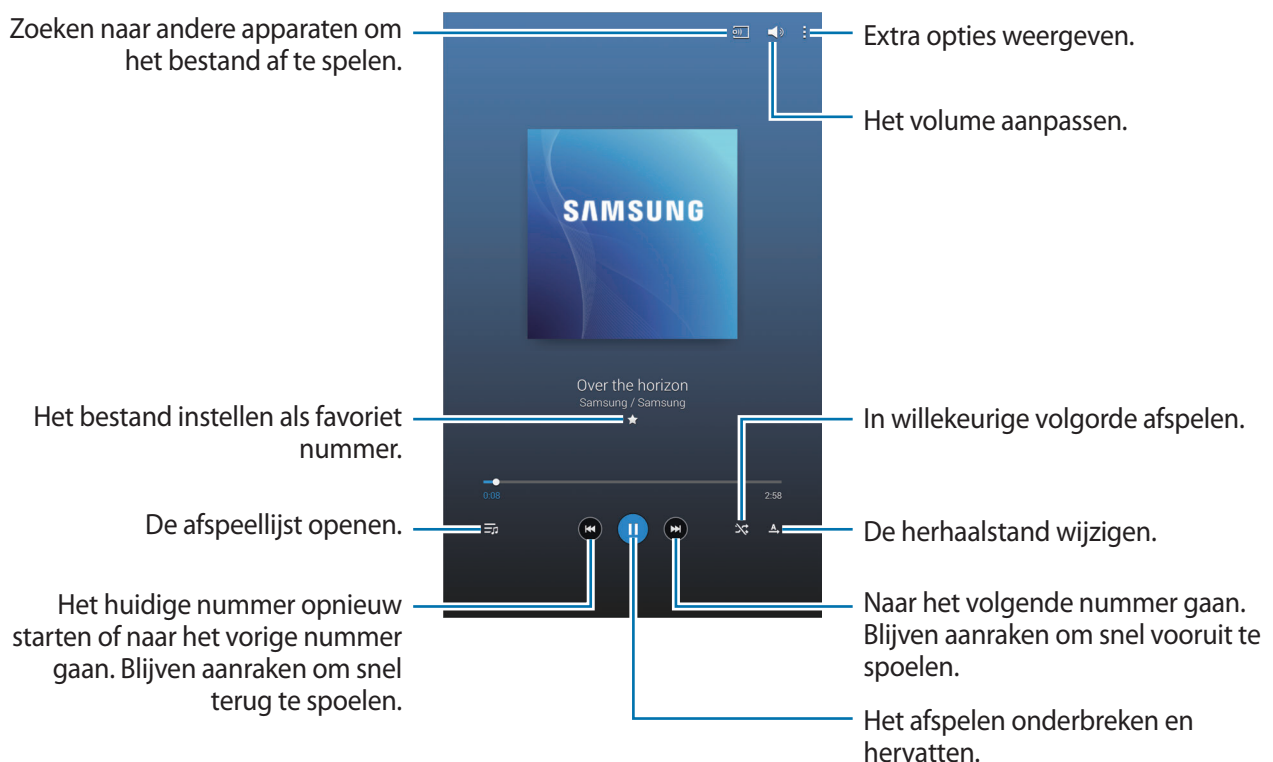 Zoeken naar andere apparaten om
het bestand af te spelen.
Extra opties weergeven.
Het volume aanpassen.
SAMSUNG
Over the horizon
Samsung / Samsung
Het bestand instellen als favoriet
nummer.
In willekeurige volgorde afspelen.
0:08
2:58
De afspeellijst openen.
A
De herhaalstand wijzigen.
Het huidige nummer opnieuw
starten of naar het vorige nummer
gaan. Blijven aanraken om snel
terug te spoelen.
Naar het volgende nummer gaan.
Blijven aanraken om snel vooruit te
spoelen.
Het afspelen onderbreken en
hervatten.